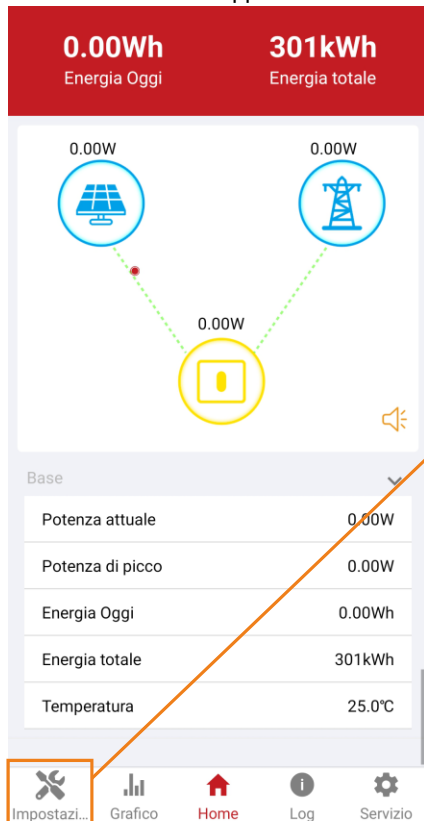 0.00Wh 301kWh
Energia Oggi Energia totale
0.00W 0.00W
0.00W
Base
Potenza attuale 0.00W
Potenza di picco 0.00W
Energia Oggi 0.00Wh
Energia totale 301kWh
Temperatura 25.0℃
Impostazi... Grafico Home Log Servizio